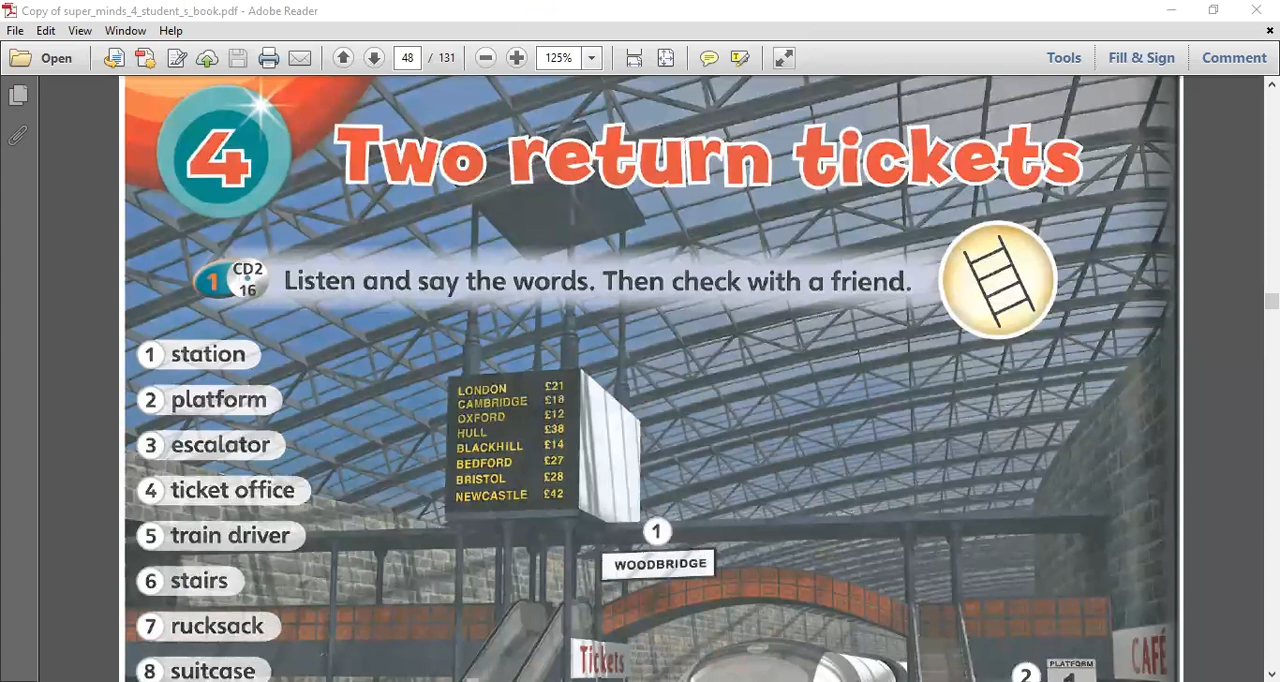 Copy of super_minds_4_student_s_book.pdf - Adobe Reader
File Edit View Window Help
Open 48 / 131 125% Tools Fill & Sign Comment
4 Two return tickets
1 CD2 16 Listen and say the words. Then check with a friend.
1 station
2 platform
3 escalator
4 ticket office
5 train driver
6 stairs
7 rucksack
8 suitcase
LONDON £21
CAMBRIDGE £18
OXFORD £12
HULL £38
BLACKHILL £14
BEDFORD £27
BRISTOL £28
NEWCASTLE £42
1
WOODBRIDGE
Tickets
2
PLATFORM
1
CAFÉ